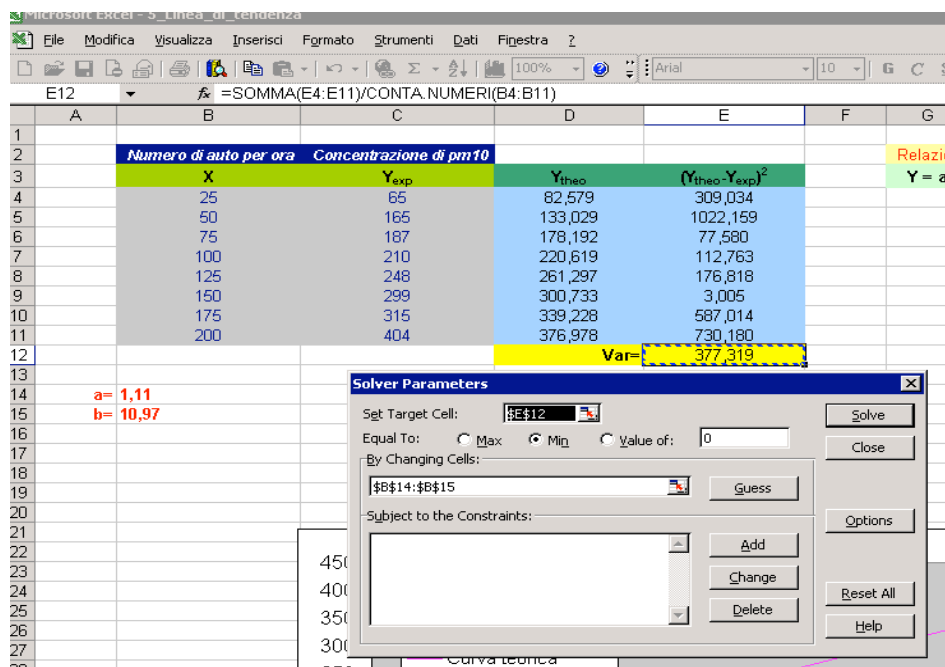 Microsoft Excel - 5_Linea_di_tendenza
File Modifica Visualizza Inserisci Formato Strumenti Dati Finestra ?
100% Arial 10 G C
E12 fx =SOMMA(E4:E11)/CONTA.NUMERI(B4:B11)
A B C D E F G
1
2 Numero di auto per ora Concentrazione di pm10 Relazi
3 X Yexp Ytheo (Ytheo-Yexp)2 Y = a
4 25 65 82,579 309,034
5 50 165 133,029 1022,159
6 75 187 178,192 77,580
7 100 210 220,619 112,763
8 125 248 261,297 176,818
9 150 299 300,733 3,005
10 175 315 339,228 587,014
11 200 404 376,978 730,180
12 Var= 377,319
13
14 a= 1,11
15 b= 10,97
16
17
18
19
20
21
22
23
24
25
26
27
Solver Parameters
Set Target Cell: $E$12 Solve
Equal To: Max Min Value of: 0 Close
By Changing Cells:
$B$14:$B$15 Guess
Subject to the Constraints: Options
Add
Change
Delete
Reset All
Help
450
400
350
300
Curva teorica